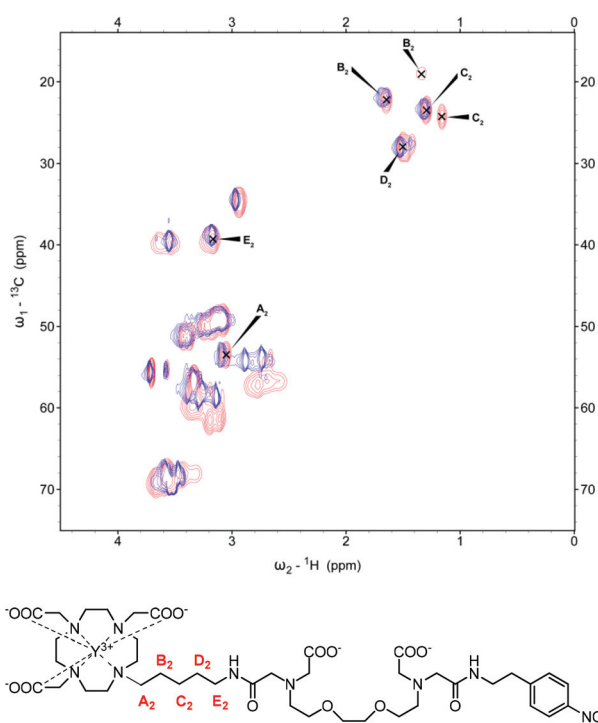 4 3 2 1 0
20 20
30 30
40 40
50 50
60 60
70 70
4 3 2 1 0
B2
B2
C2
C2
D2
E2
A2
ω1 - 13C (ppm)
ω2 - 1H (ppm)
-OOC COO-
N N
Y3+
-OOC N N
B2 D2
A2 C2 E2
H
N
O
COO-
N
O
O
COO-
N
O
H
N
NO